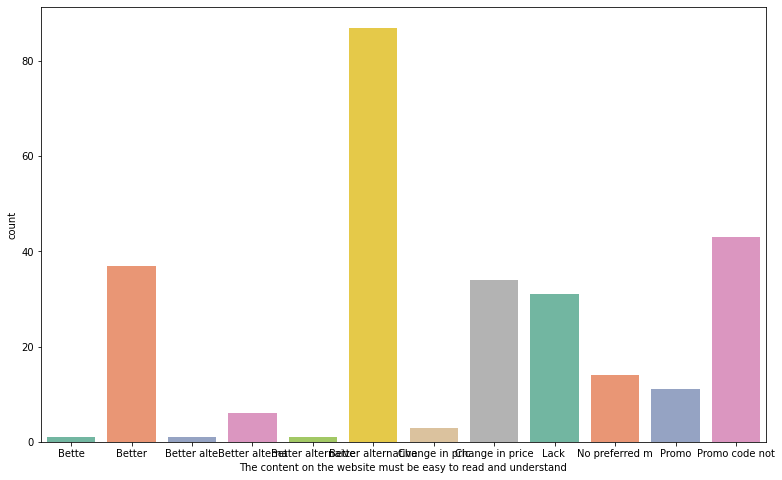 80
60
40
20
0
count
Bette Better Better alte Better Better Better alternative Change in pric Change in price Lack No preferred m Promo Promo code not
The content on the website must be easy to read and understand